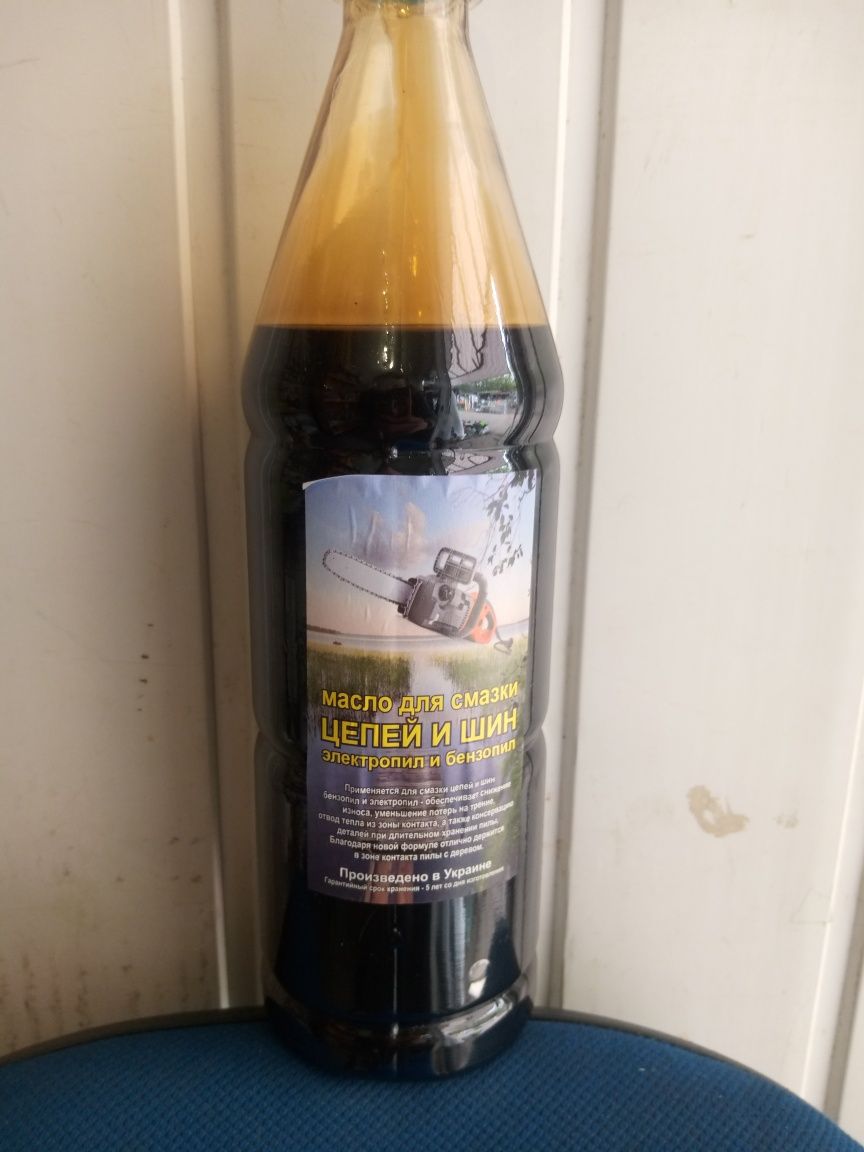 масло для смазки
ЦЕПЕЙ И ШИН
электропил и бензопил
Применяется для смазки цепей и шин
бензопил и электропил - обеспечивает снижение
износа, уменьшение потерь на трение,
отвод тепла из зоны контакта, а также консервацию
деталей при длительном хранении пилы,
Благодаря новой формуле отлично держится
в зоне контакта пилы с деревом.
Произведено в Украине
Гарантийный срок хранения - 5 лет со дня изготовления